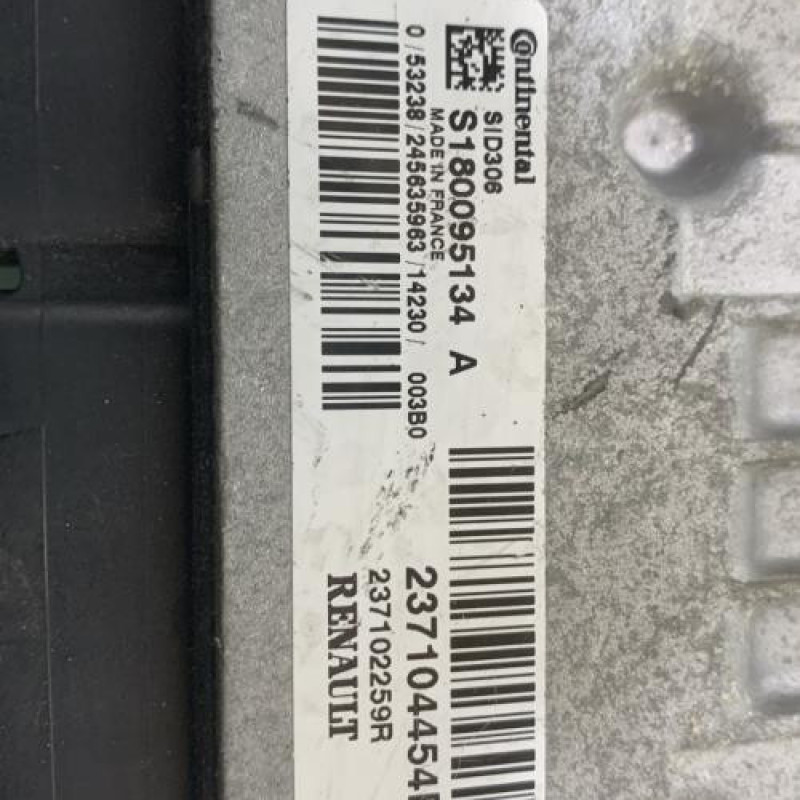 Continental
SID306
S180095134 A
MADE IN FRANCE
0 /53238/245635963/14230/ 003B0
237104454
237102259R
RENAULT